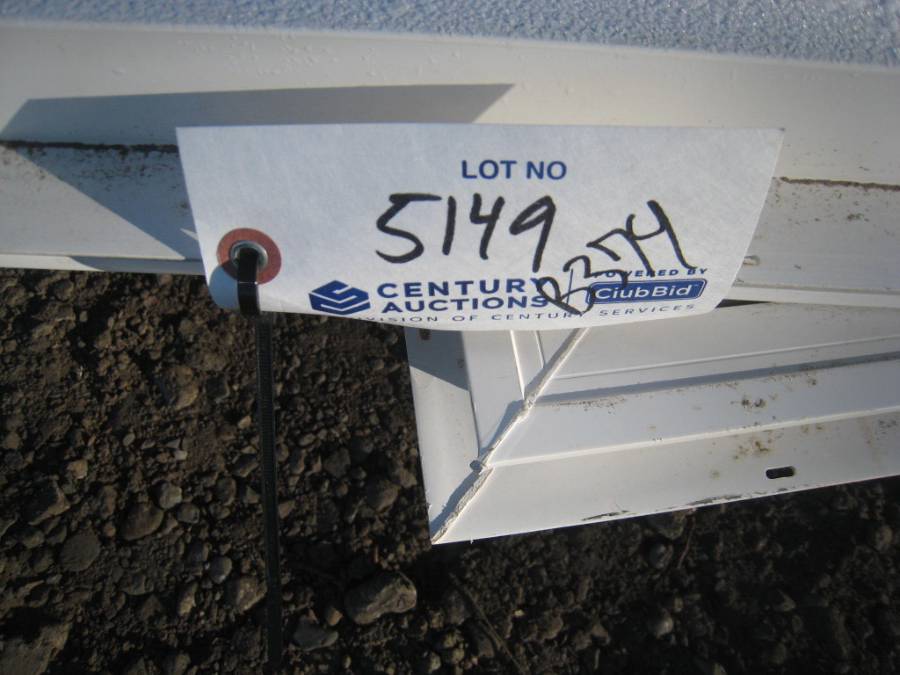 LOT NO
5149
CENTURY AUCTIONS
DIVISION OF CENTURY SERVICES
POWERED BY
ClubBid